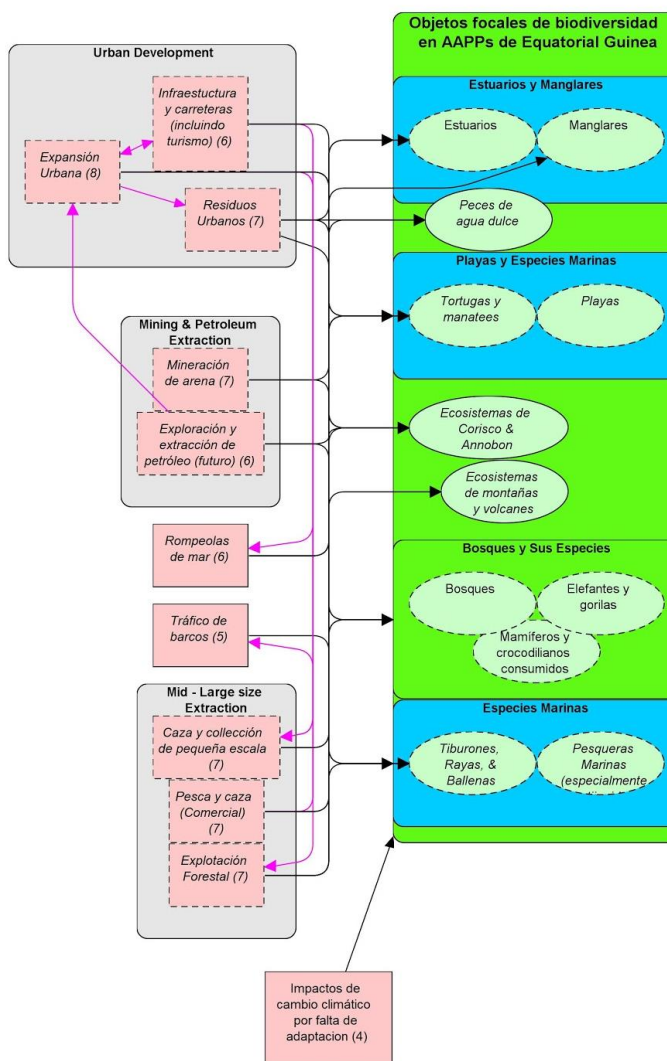 Objetos focales de biodiversidad
en AAPPs de Equatorial Guinea
Urban Development
Infraestuctura
y carreteras
(incluindo
turismo) (6)
Expansión
Urbana (8)
Residuos
Urbanos (7)
Estuarios y Manglares
Estuarios
Manglares
Peces de
agua dulce
Mining & Petroleum
Extraction
Mineración
de arena (7)
Exploración y
extracción de
petróleo (futuro) (6)
Playas y Especies Marinas
Tortugas y
manatees
Playas
Ecosistemas de
Corisco &
Annobon
Ecosistemas
de montañas
y volcanes
Rompeolas
de mar (6)
Tráfico de
barcos (5)
Bosques y Sus Especies
Bosques
Elefantes y
gorilas
Mamíferos y
crocodilianos
consumidos
Mid - Large size
Extraction
Caza y collección
de pequeña escala
(7)
Pesca y caza
(Comercial)
(7)
Explotación
Forestal (7)
Especies Marinas
Tiburones,
Rayas, &
Ballenas
Pesqueras
Marinas
(especialmente
Impactos de
cambio climático
por falta de
adaptacion (4)